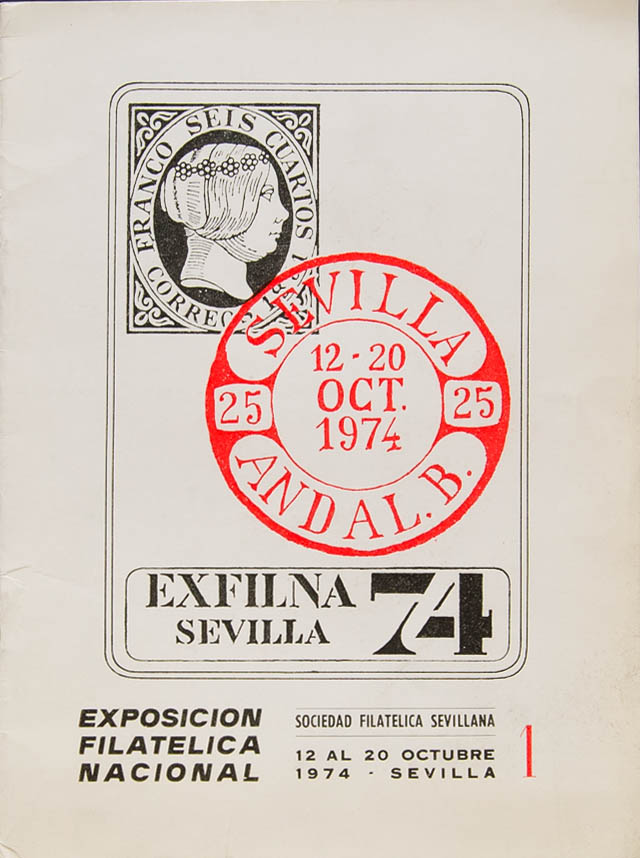 FRANCO SEIS CUARTOS
CORREOS
SEVILLA
12-20
OCT.
1974
25
25
ANDAL. B.
EXFILNA 74
SEVILLA
EXPOSICION
FILATELICA
NACIONAL
SOCIEDAD FILATELICA SEVILLANA
12 AL 20 OCTUBRE
1974 - SEVILLA
1